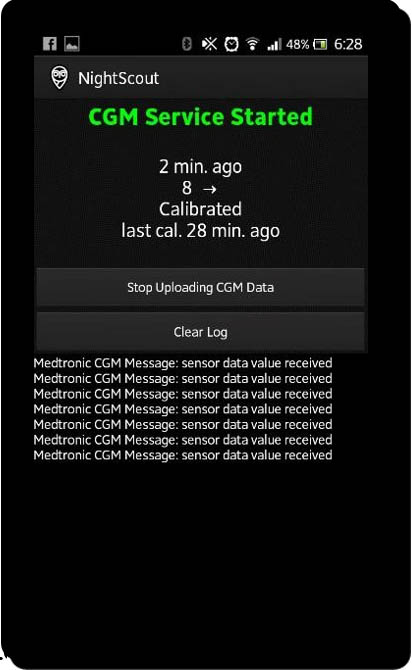 48% 6:28
NightScout
CGM Service Started
2 min. ago
8 →
Calibrated
last cal. 28 min. ago
Stop Uploading CGM Data
Clear Log
Medtronic CGM Message: sensor data value received
Medtronic CGM Message: sensor data value received
Medtronic CGM Message: sensor data value received
Medtronic CGM Message: sensor data value received
Medtronic CGM Message: sensor data value received
Medtronic CGM Message: sensor data value received
Medtronic CGM Message: sensor data value received